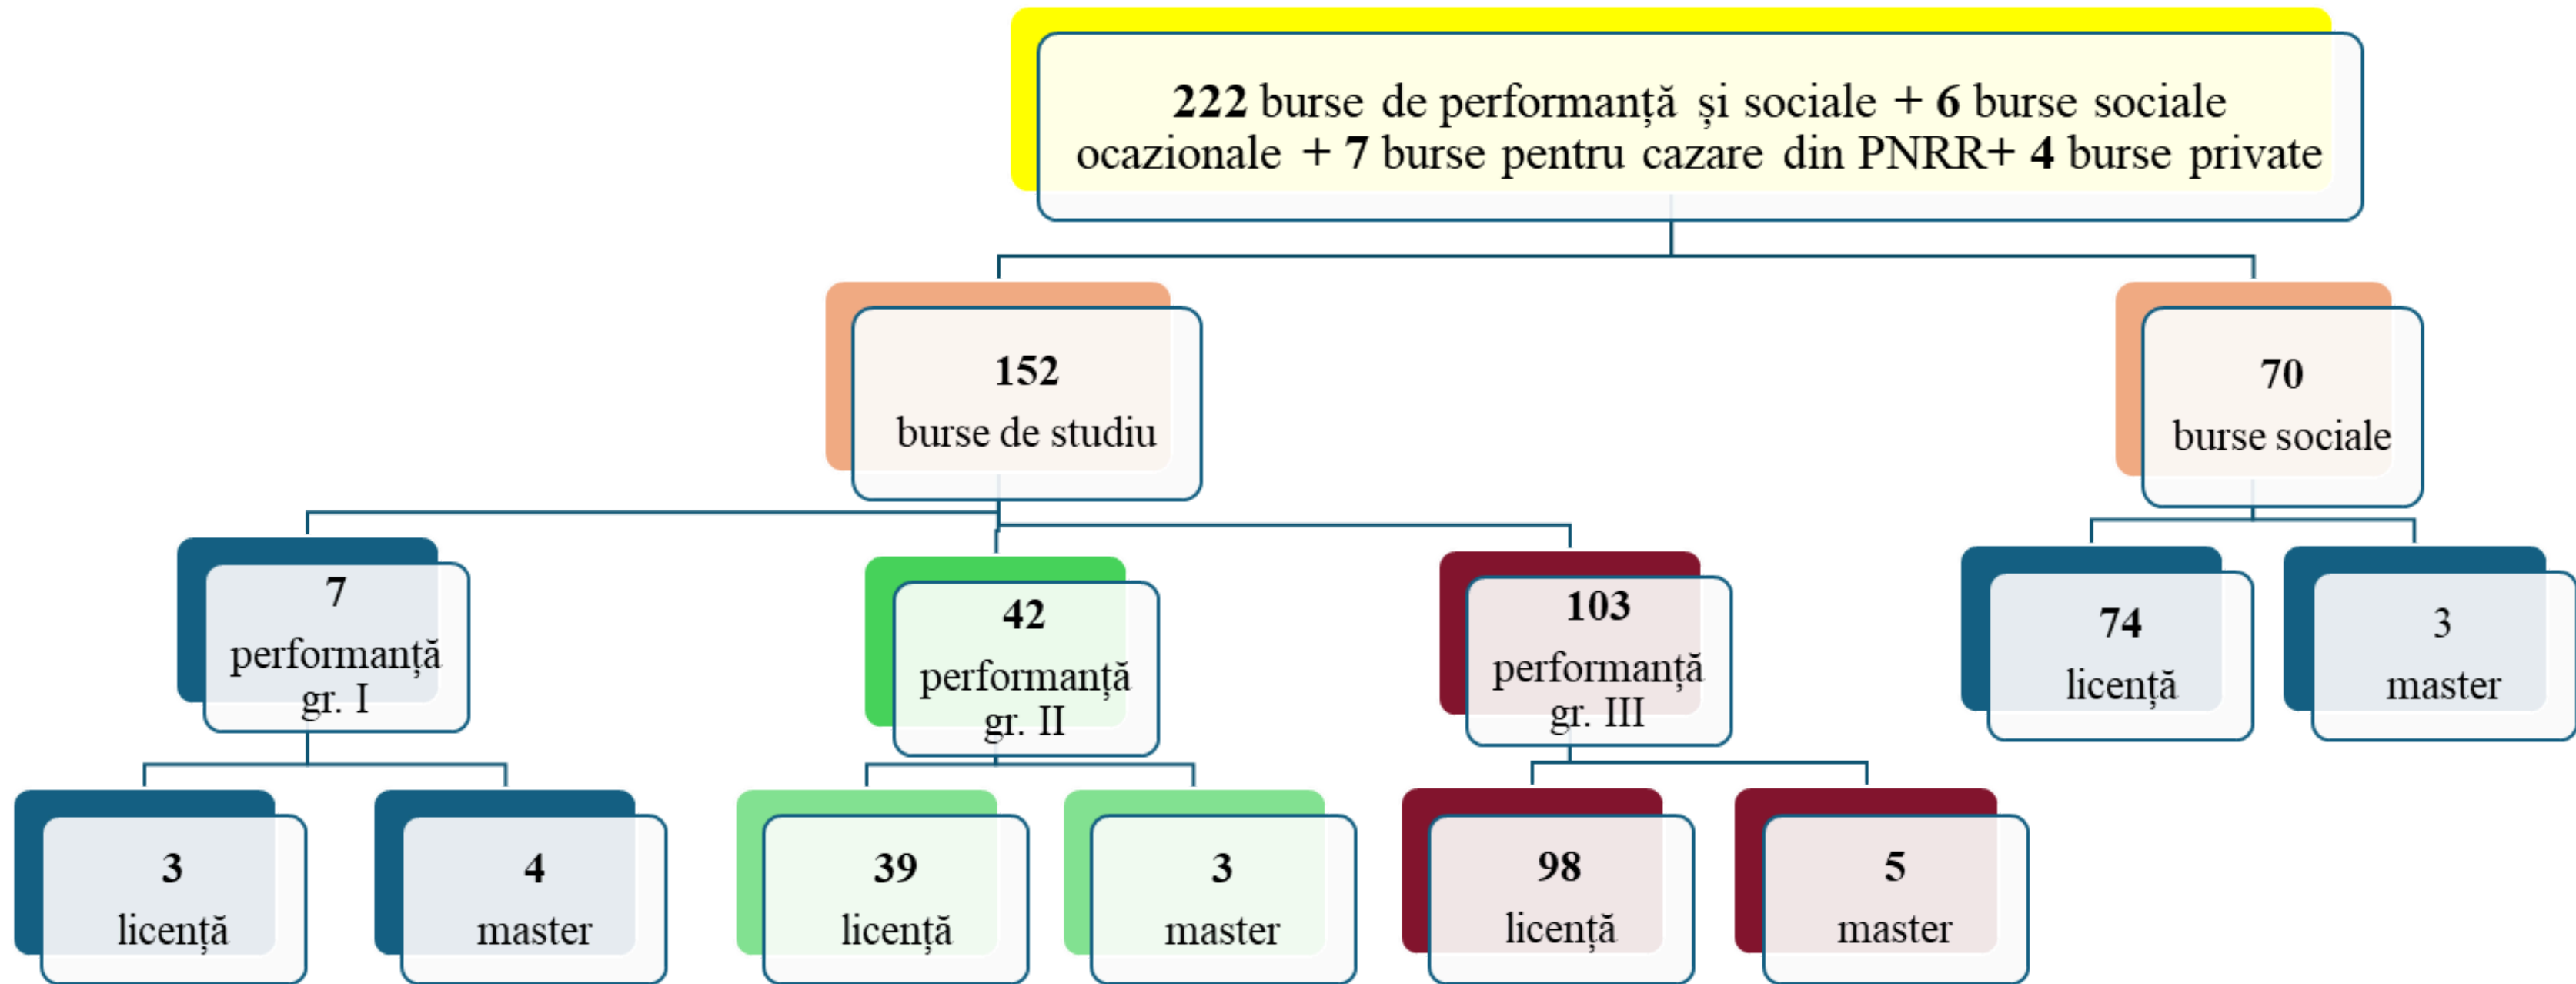 222 burse de performanță și sociale + 6 burse sociale
ocazionale + 7 burse pentru cazare din PNRR+ 4 burse private
152
burse de studiu
70
burse sociale
7
performanță
gr. I
42
performanță
gr. II
103
performanță
gr. III
74
licență
3
master
3
licență
4
master
39
licență
3
master
98
licență
5
master